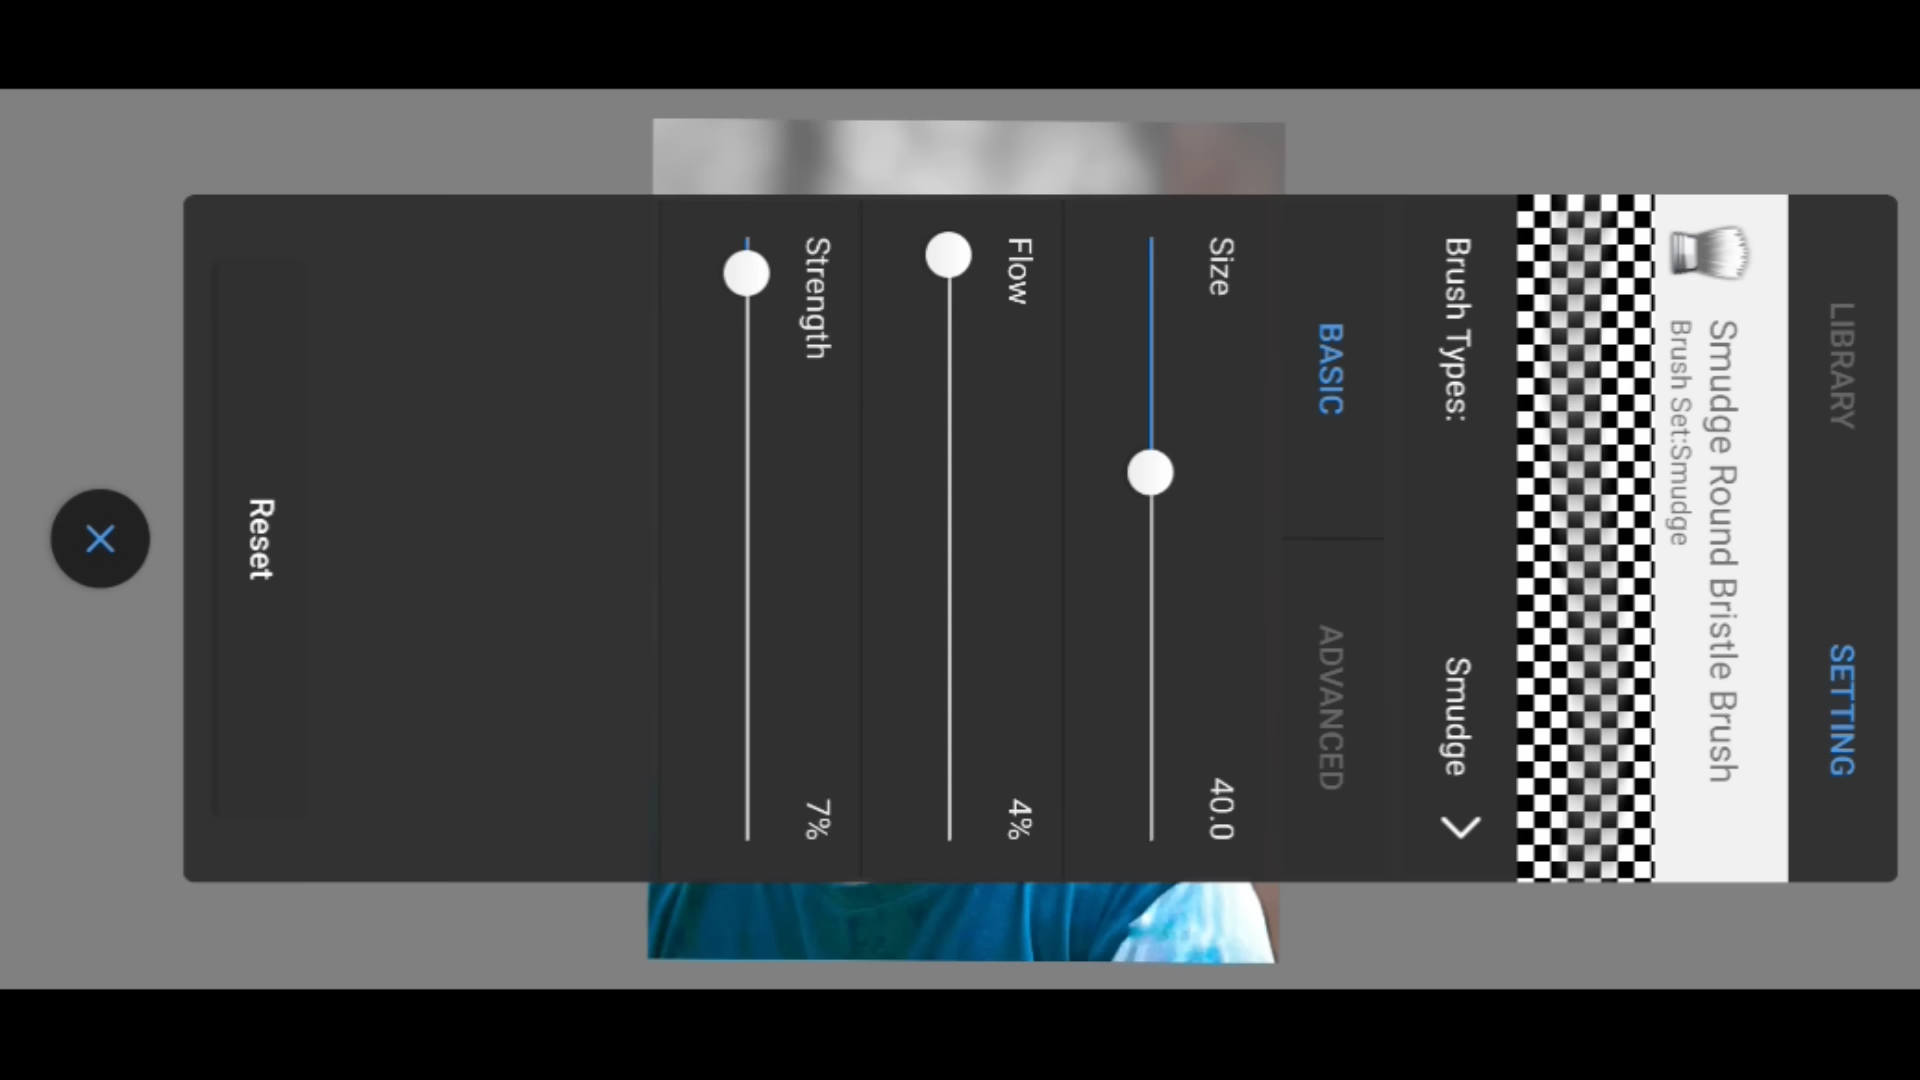 LIBRARY SETTING
Smudge Round Bristle Brush
Brush Set:Smudge
Brush Types: Smudge
BASIC ADVANCED
Size 40.0
Flow 4%
Strength 7%
Reset